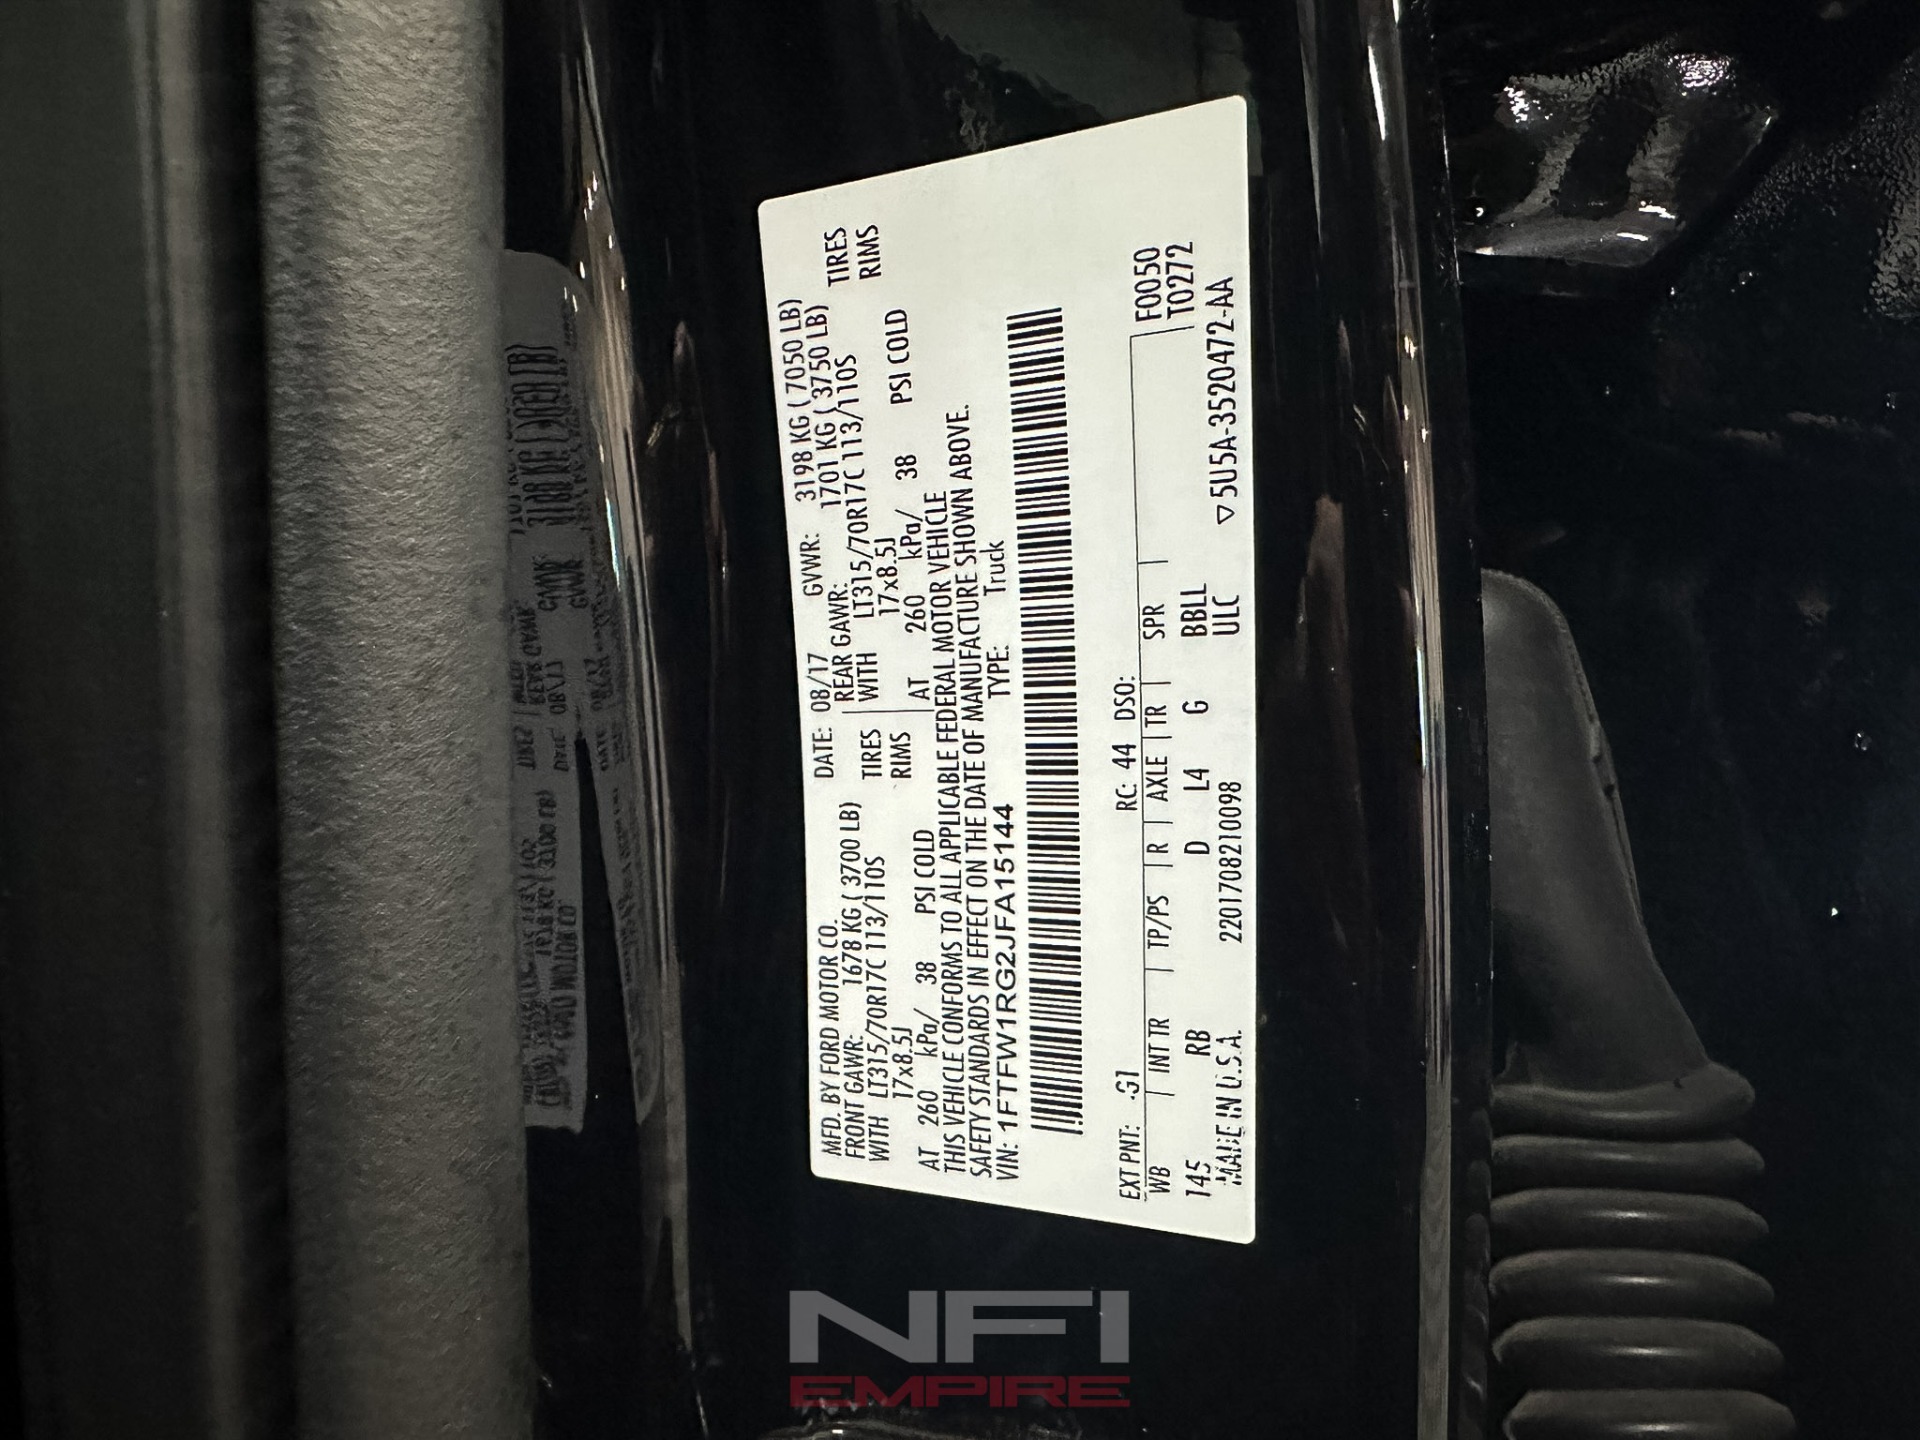 MFD. BY FORD MOTOR CO.
DATE: 08/17 GVWR: 3198 KG ( 7050 LB)
FRONT GAWR: 1678 KG ( 3700 LB)
REAR GAWR: 1701 KG ( 3750 LB)
WITH LT315/70R17C 113/110S TIRES
WITH LT315/70R17C 113/110S TIRES
17x8.5J RIMS
17x8.5J RIMS
AT 260 kPa/ 38 PSI COLD
AT 260 kPa/ 38 PSI COLD
THIS VEHICLE CONFORMS TO ALL APPLICABLE FEDERAL MOTOR VEHICLE
SAFETY STANDARDS IN EFFECT ON THE DATE OF MANUFACTURE SHOWN ABOVE.
VIN: 1FTFW1RG2JFA15144 TYPE: Truck
EXT PNT: G1 RC: 44 DSO:
F0050
WB INT TR TP/PS R AXLE TR SPR T0272
145 RB D L4 G BBLL
MADE IN U.S.A. 2201708210098 ULC
▽5U5A-3520472-AA
NFI
EMPIRE